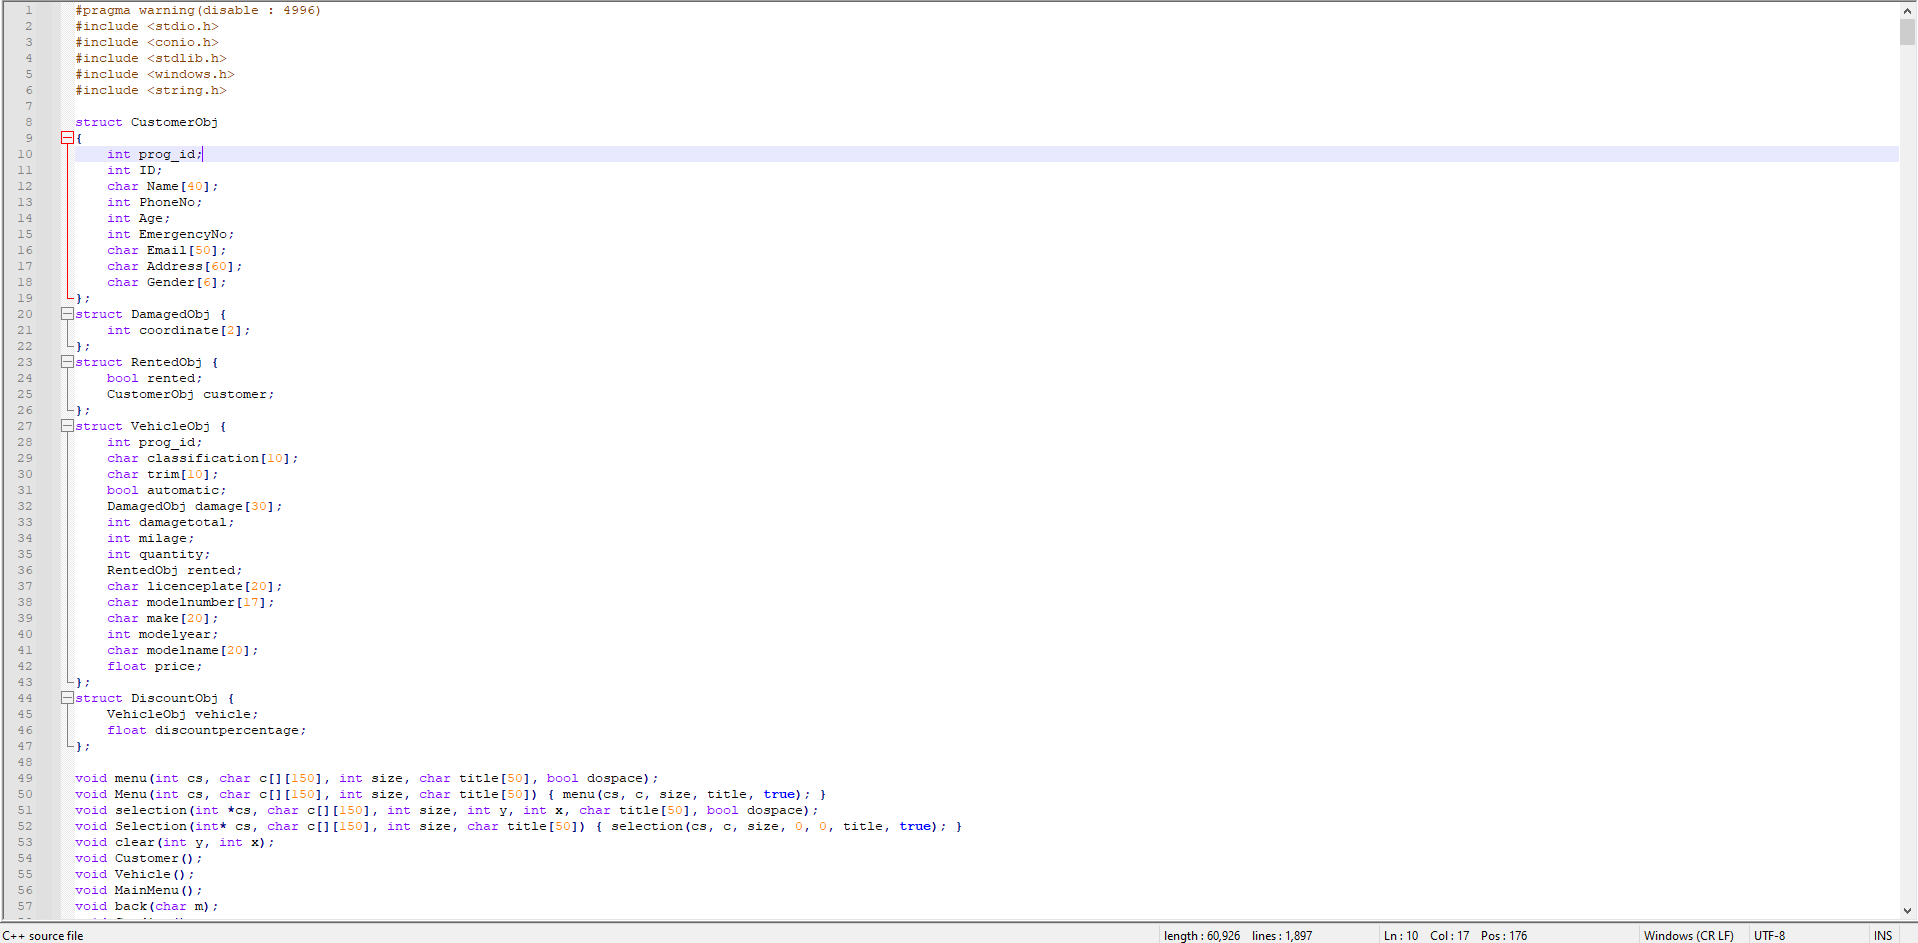 1 #pragma warning(disable : 4996)
2 #include <stdio.h>
3 #include <conio.h>
4 #include <stdlib.h>
5 #include <windows.h>
6 #include <string.h>
7
8 struct CustomerObj
9 {
10 int prog_id;
11 int ID;
12 char Name[40];
13 int PhoneNo;
14 int Age;
15 int EmergencyNo;
16 char Email[50];
17 char Address[60];
18 char Gender[6];
19 };
20 struct DamagedObj {
21 int coordinate[2];
22 };
23 struct RentedObj {
24 bool rented;
25 CustomerObj customer;
26 };
27 struct VehicleObj {
28 int prog_id;
29 char classification[10];
30 char trim[10];
31 bool automatic;
32 DamagedObj damage[30];
33 int damagetotal;
34 int milage;
35 int quantity;
36 RentedObj rented;
37 char licenceplate[20];
38 char modelnumber[17];
39 char make[20];
40 int modelyear;
41 char modelname[20];
42 float price;
43 };
44 struct DiscountObj {
45 VehicleObj vehicle;
46 float discountpercentage;
47 };
48
49 void menu(int cs, char c[][150], int size, char title[50], bool dospace);
50 void Menu(int cs, char c[][150], int size, char title[50]) { menu(cs, c, size, title, true); }
51 void selection(int *cs, char c[][150], int size, int y, int x, char title[50], bool dospace);
52 void Selection(int* cs, char c[][150], int size, char title[50]) { selection(cs, c, size, 0, 0, title, true); }
53 void clear(int y, int x);
54 void Customer();
55 void Vehicle();
56 void MainMenu();
57 void back(char m);
C++ source file length : 60,926 lines : 1,897 Ln : 10 Col : 17 Pos : 176 Windows (CR LF) UTF-8 INS